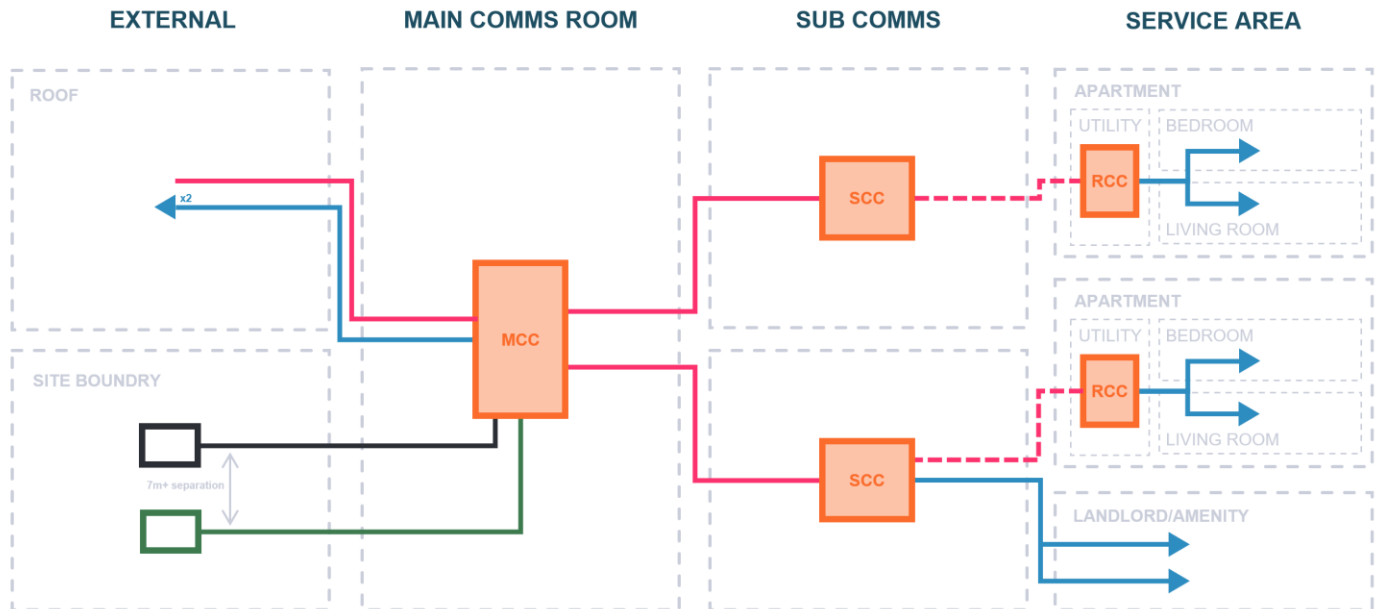 EXTERNAL
MAIN COMMS ROOM
SUB COMMS
SERVICE AREA
ROOF
x2
SITE BOUNDRY
7m+ separation
MCC
SCC
SCC
APARTMENT
UTILITY
BEDROOM
RCC
LIVING ROOM
APARTMENT
UTILITY
BEDROOM
RCC
LIVING ROOM
LANDLORD/AMENITY